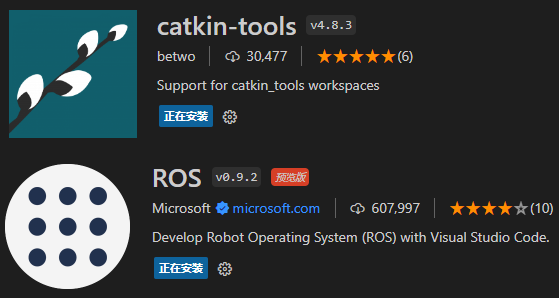 catkin-tools v4.8.3
betwo 30,477 (6)
Support for catkin_tools workspaces
正在安装
ROS v0.9.2 预览版
Microsoft microsoft.com 607,997 (10)
Develop Robot Operating System (ROS) with Visual Studio Code.
正在安装